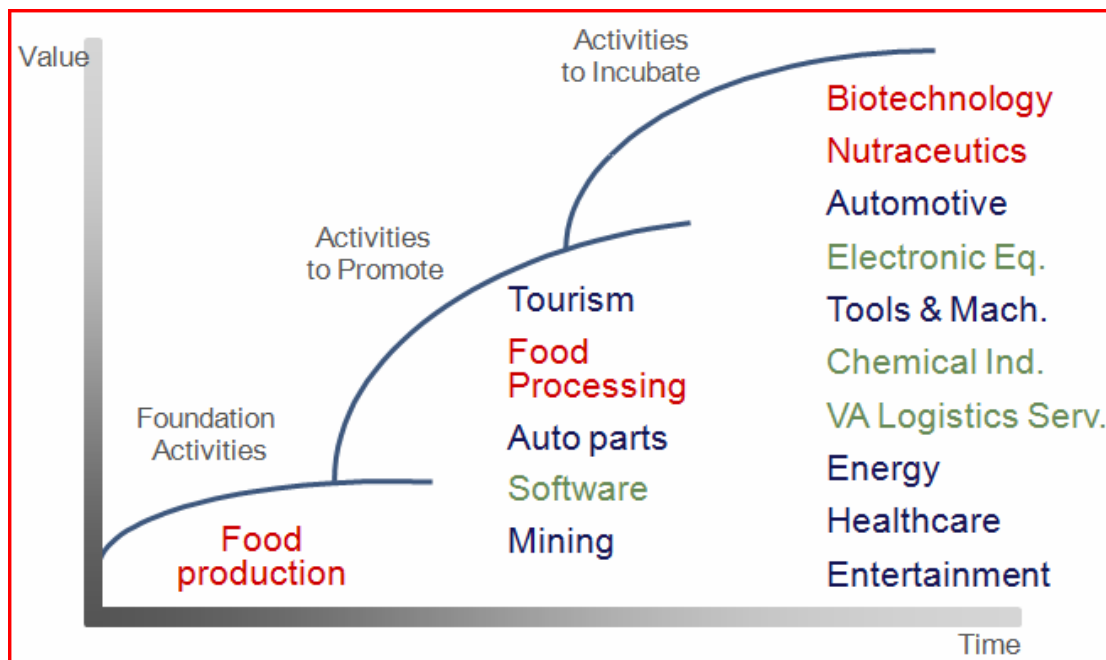 Value
Activities
to Incubate
Biotechnology
Nutraceutics
Automotive
Electronic Eq.
Tools & Mach.
Chemical Ind.
VA Logistics Serv.
Energy
Healthcare
Entertainment
Activities
to Promote
Tourism
Food
Processing
Auto parts
Software
Mining
Foundation
Activities
Food
production
Time